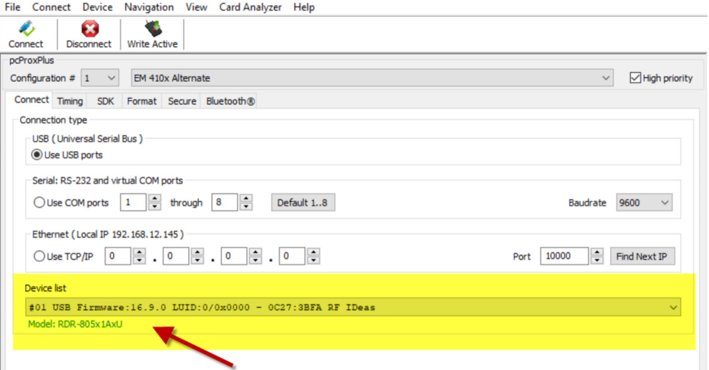 File Connect Device Navigation View Card Analyzer Help
Connect Disconnect Write Active
pcProxPlus
Configuration # 1 EM 410x Alternate High priority
Connect Timing SDK Format Secure Bluetooth®
Connection type
USB ( Universal Serial Bus )
Use USB ports
Serial: RS-232 and virtual COM ports
Use COM ports 1 through 8 Default 1..8 Baudrate 9600
Ethernet ( Local IP 192.168.12.145 )
Use TCP/IP 0 . 0 . 0 . 0 Port 10000 Find Next IP
Device list
#01 USB Firmware:16.9.0 LUID:0/0x0000 - 0C27:3BFA RF IDeas
Model: RDR-805x1AxU